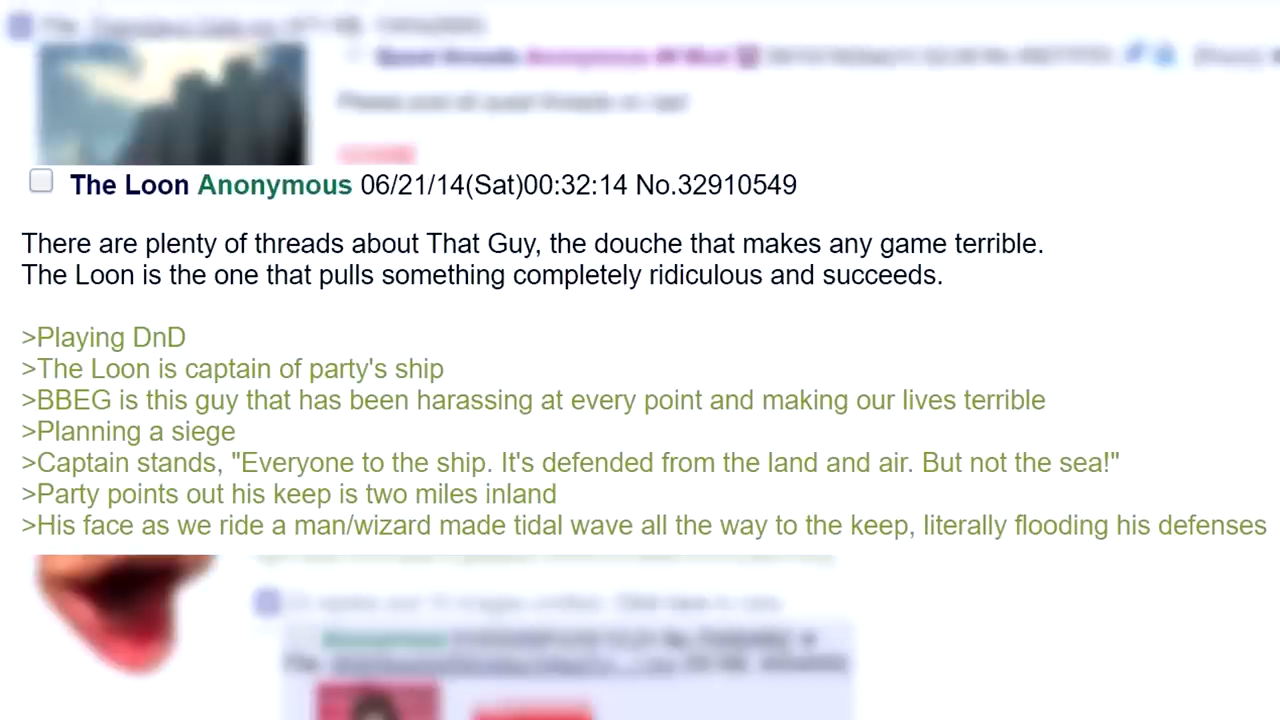 The Loon Anonymous 06/21/14(Sat)00:32:14 No.32910549
There are plenty of threads about That Guy, the douche that makes any game terrible.
The Loon is the one that pulls something completely ridiculous and succeeds.
>Playing DnD
>The Loon is captain of party's ship
>BBEG is this guy that has been harassing at every point and making our lives terrible
>Planning a siege
>Captain stands, "Everyone to the ship. It's defended from the land and air. But not the sea!"
>Party points out his keep is two miles inland
>His face as we ride a man/wizard made tidal wave all the way to the keep, literally flooding his defenses